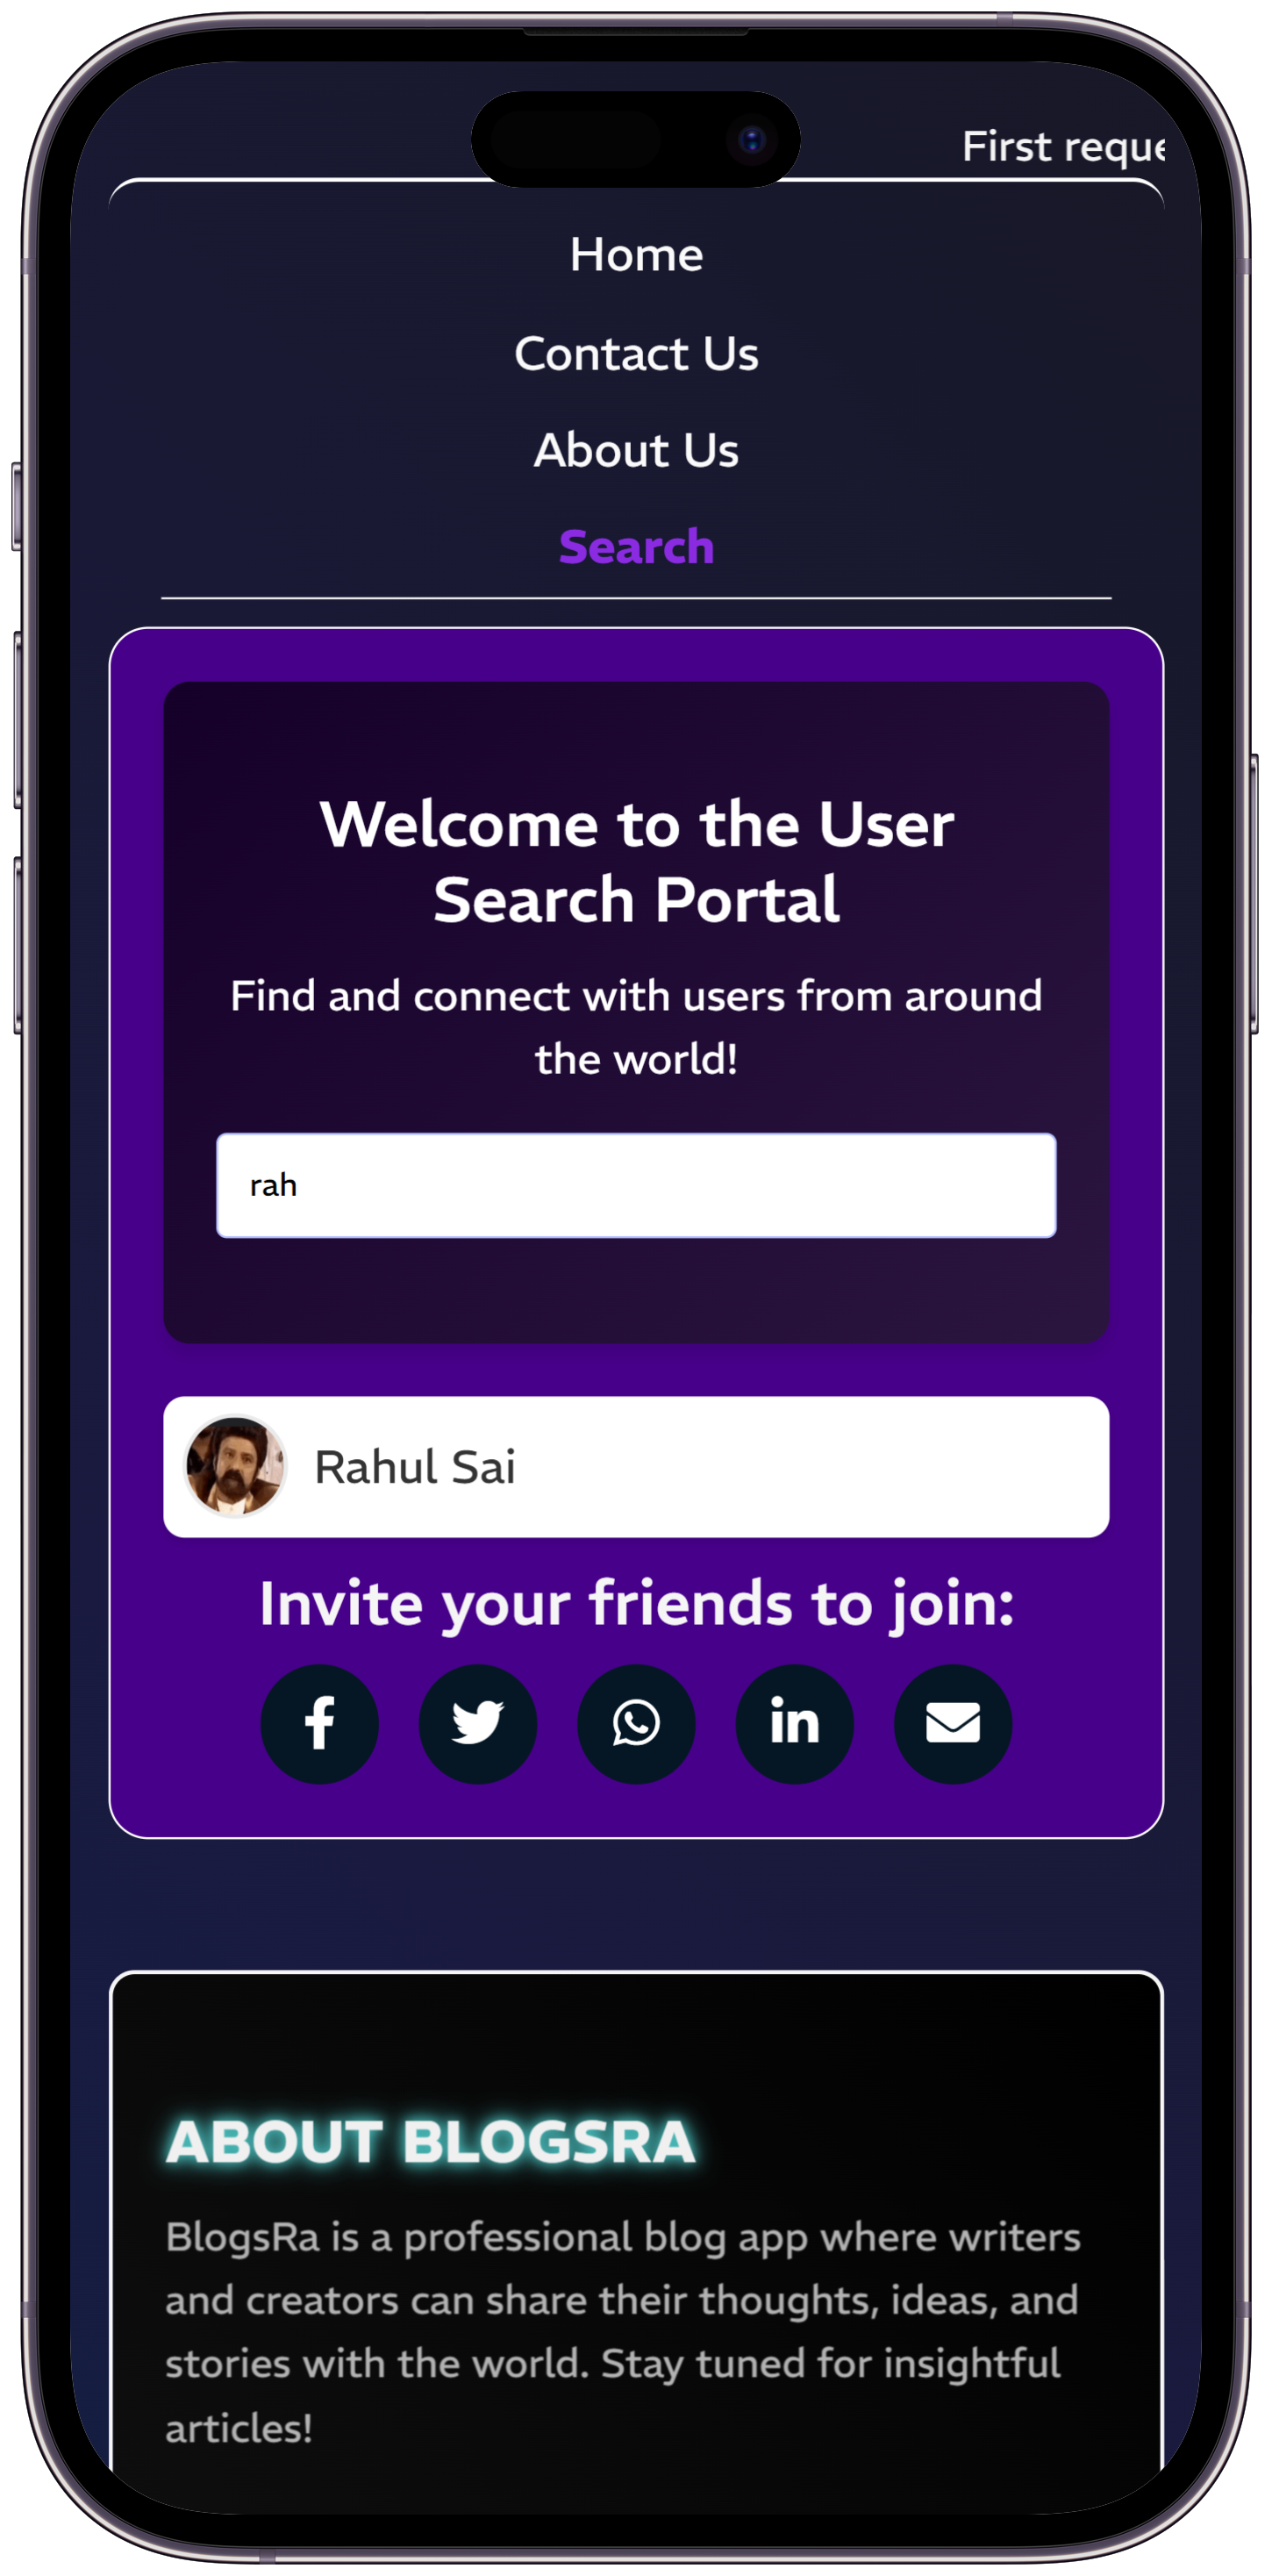 First reque
Home
Contact Us
About Us
Search
Welcome to the User
Search Portal
Find and connect with users from around
the world!
rah
Rahul Sai
Invite your friends to join:
ABOUT BLOGSRA
BlogsRa is a professional blog app where writers
and creators can share their thoughts, ideas, and
stories with the world. Stay tuned for insightful
articles!